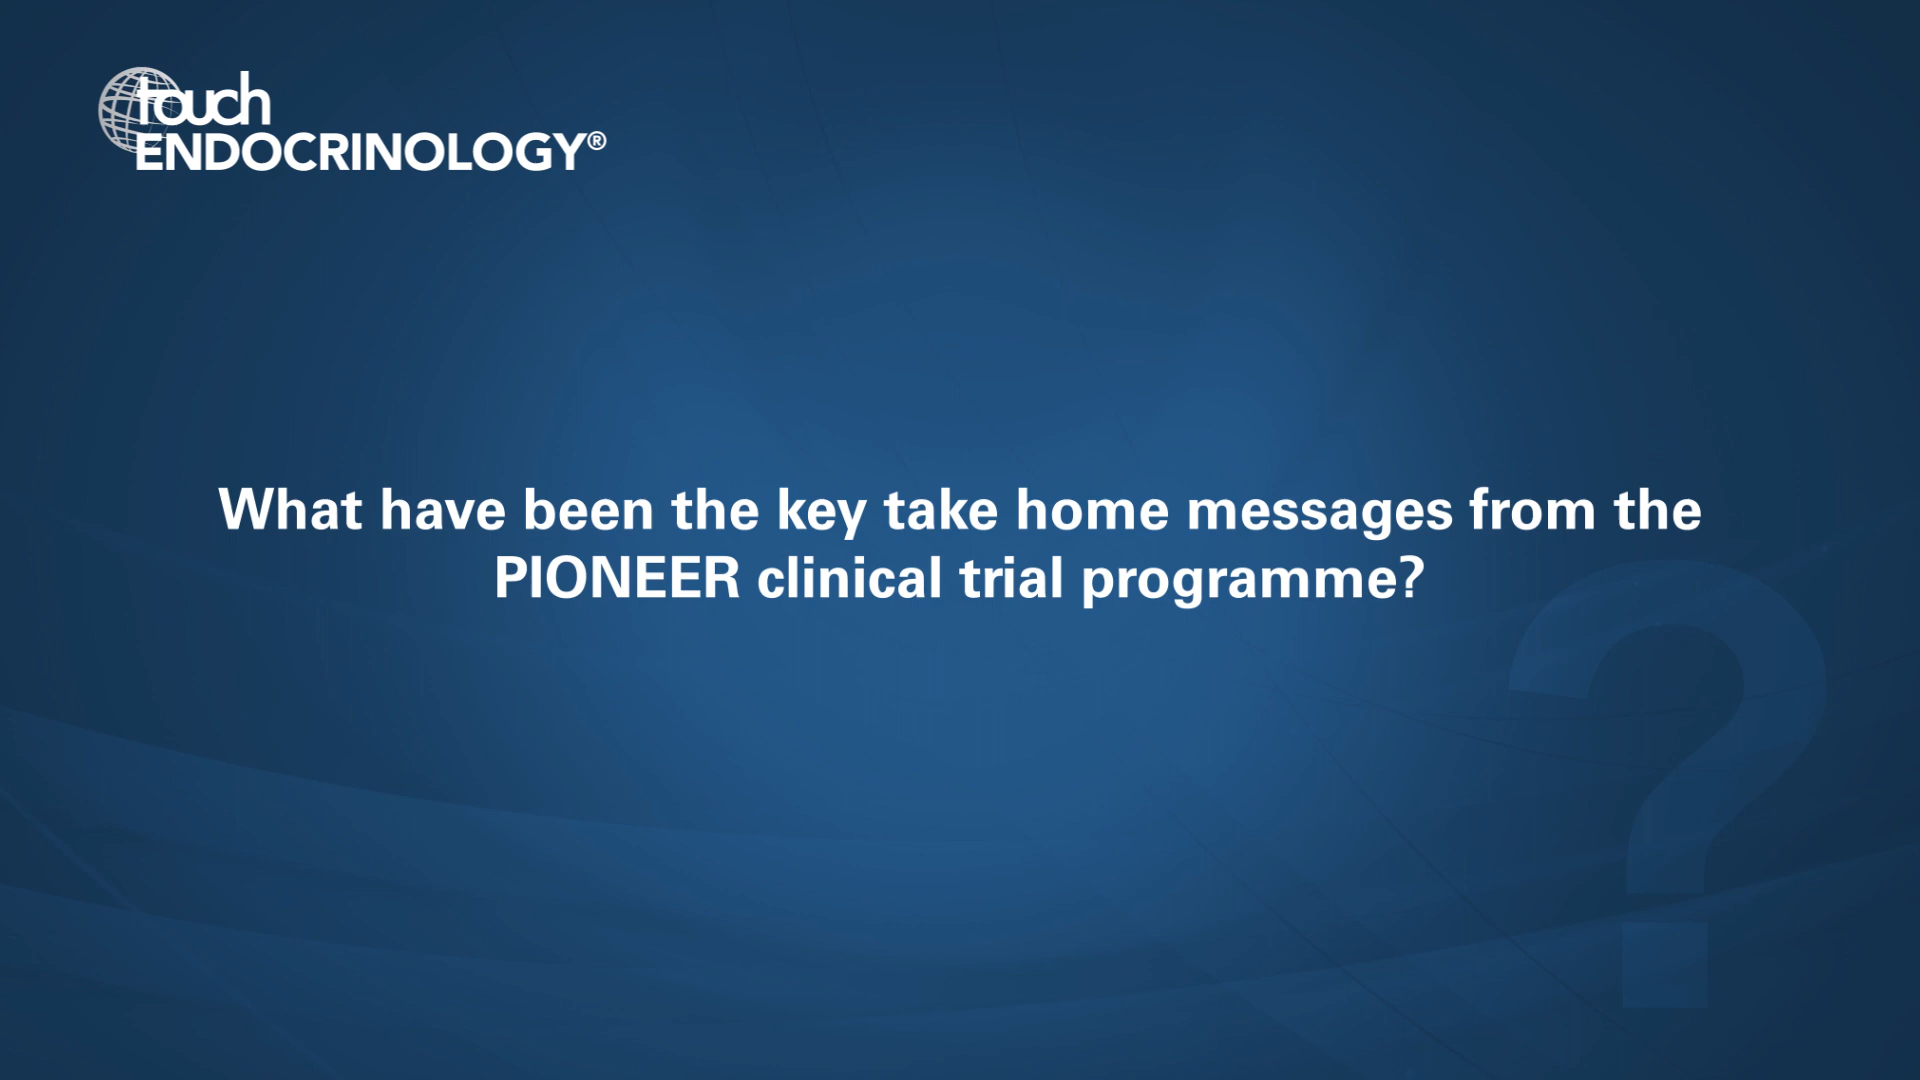 touch
ENDOCRINOLOGY®
What have been the key take home messages from the
PIONEER clinical trial programme?
?